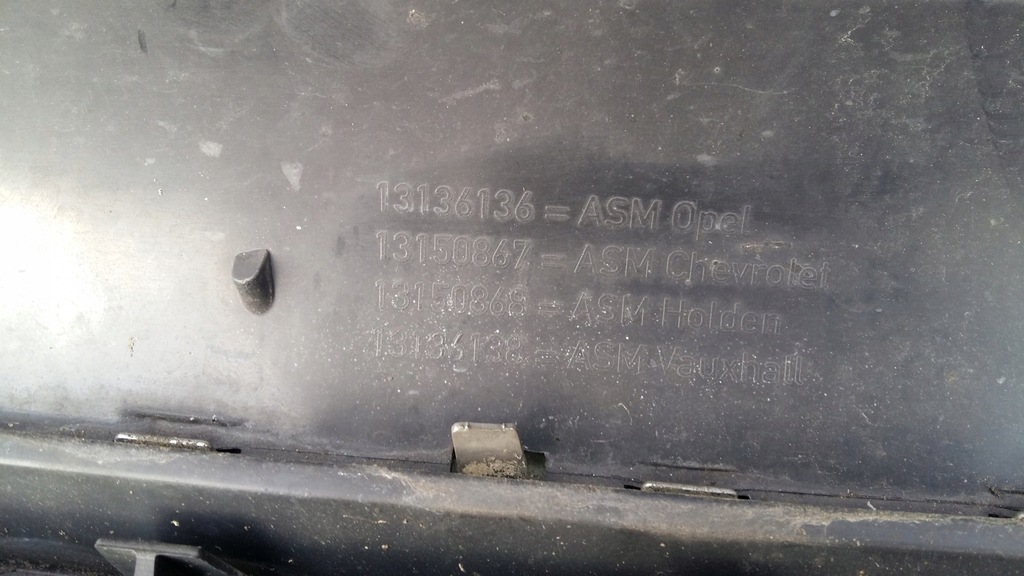 13136136 = ASM Opel
13150867 = ASM Chevrolet
13150868 = ASM Holden
13136138 = ASM Vauxhall